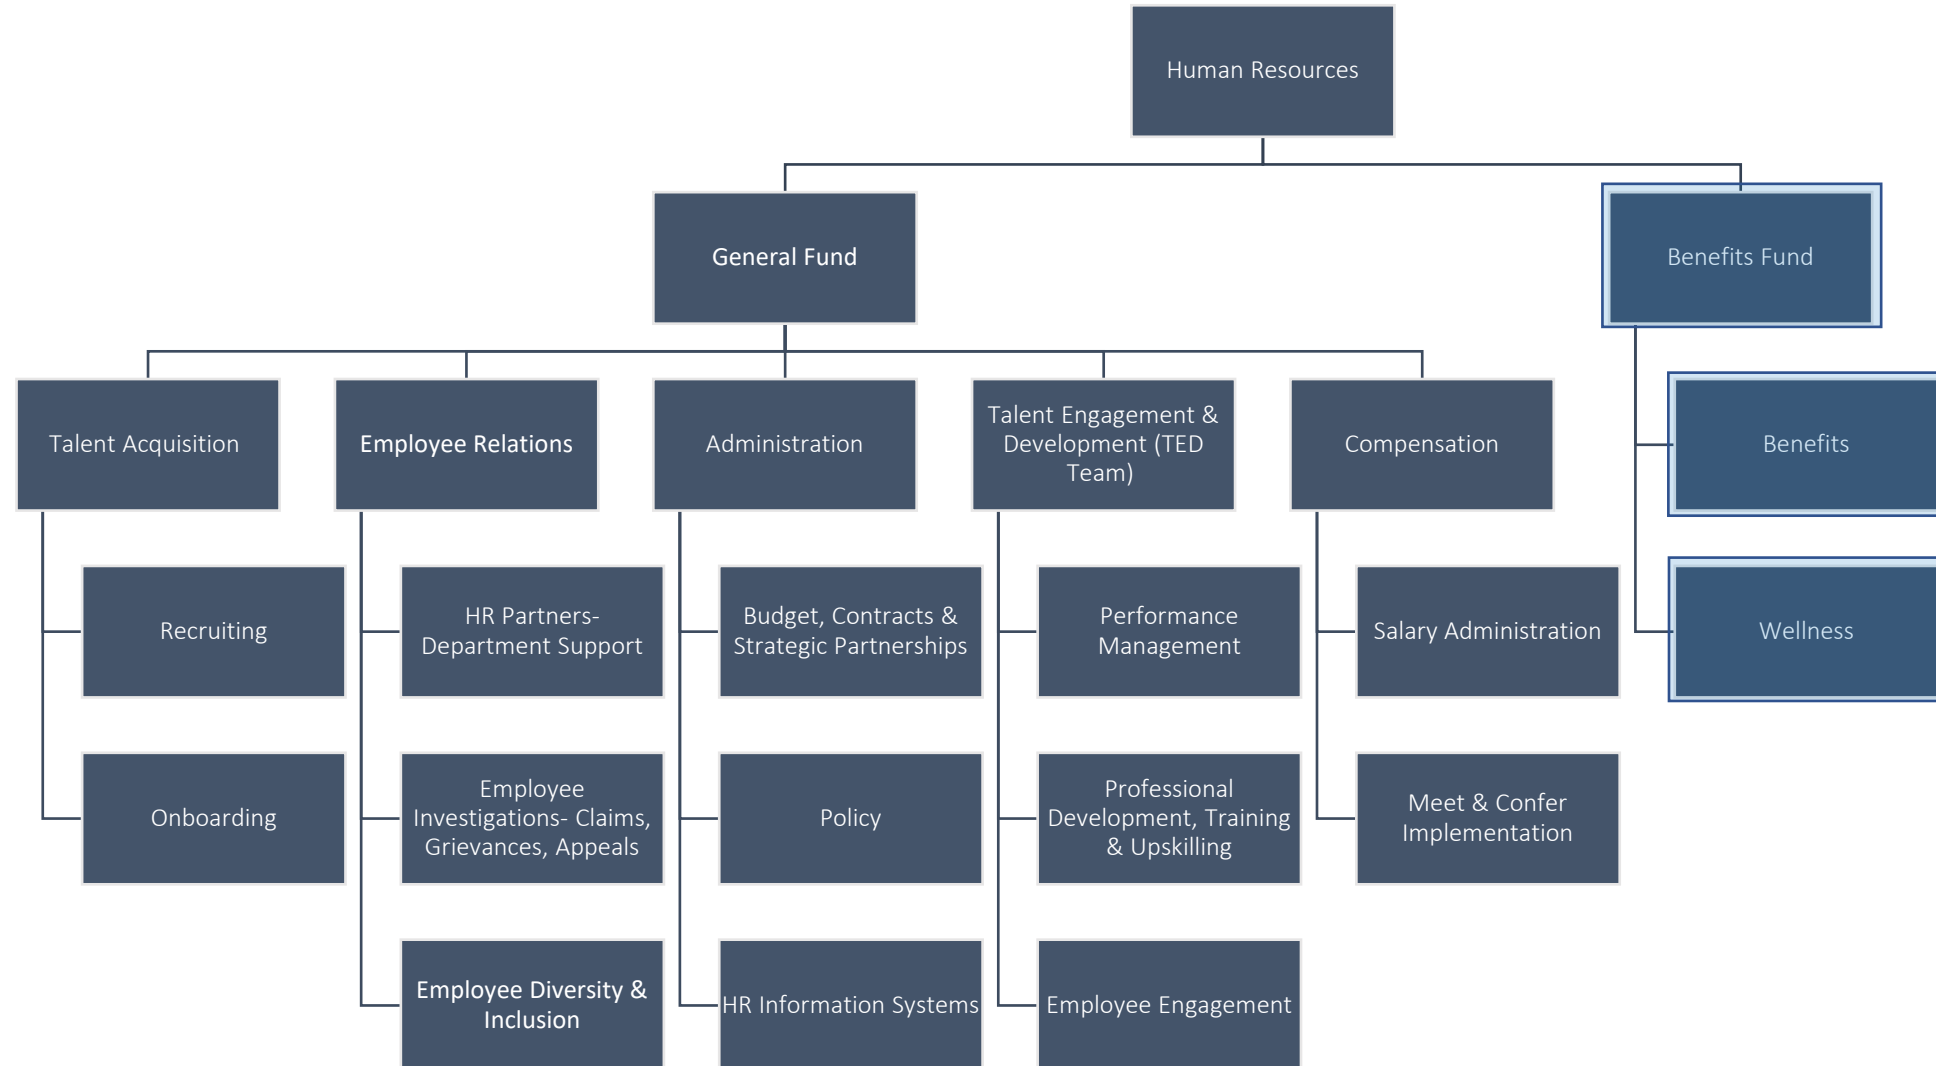 Human Resources
General Fund
Benefits Fund
Talent Acquisition
Employee Relations
Administration
Talent Engagement &
Development (TED
Team)
Compensation
Benefits
Recruiting
HR Partners-
Department Support
Budget, Contracts &
Strategic Partnerships
Performance
Management
Salary Administration
Wellness
Onboarding
Employee
Investigations- Claims,
Grievances, Appeals
Policy
Professional
Development, Training
& Upskilling
Meet & Confer
Implementation
Employee Diversity &
Inclusion
HR Information Systems
Employee Engagement